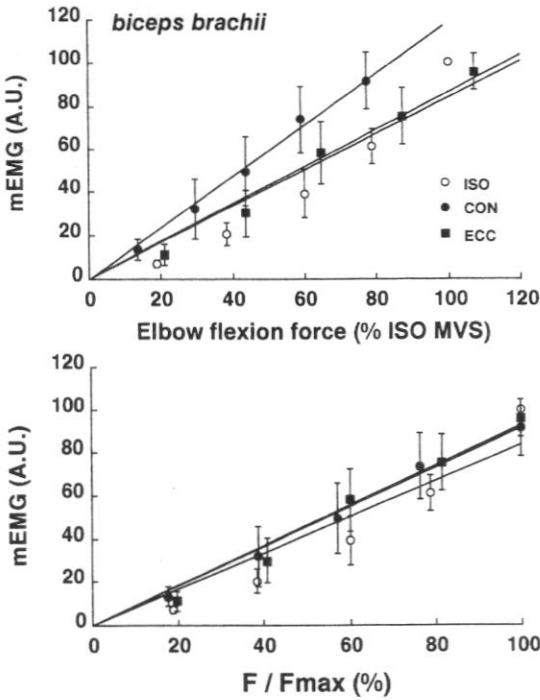 biceps brachii
120
100
80
60
40
20
0
mEMG (A.U.)
ISO
CON
ECC
0 20 40 60 80 100 120
Elbow flexion force (% ISO MVS)
120
100
80
60
40
20
0
mEMG (A.U.)
0 20 40 60 80 100
F / Fmax (%)